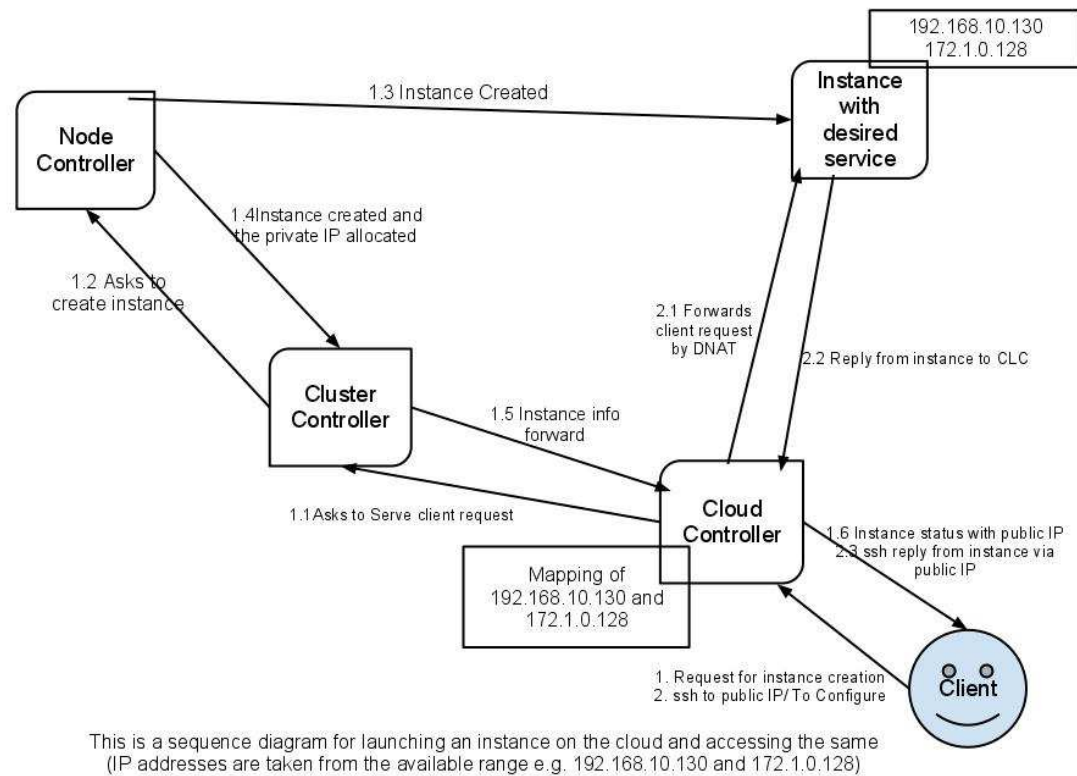 192.168.10.130
172.1.0.128
1.3 Instance Created
Instance
with
desired
service
Node
Controller
1.4Instance created and
the private IP allocated
1.2 Asks to
create instance
2.1 Forwards
client request
by DNAT
2.2 Reply from instance to CLC
Cluster
Controller
1.5 Instance info
forward
1.1Asks to Serve client request
Cloud
Controller
1.6 Instance status with public IP
2.3 ssh reply from instance via
public IP
Mapping of
192.168.10.130 and
172.1.0.128
1. Request for instance creation
2. ssh to public IP/ To Configure
Client
This is a sequence diagram for launching an instance on the cloud and accessing the same
(IP addresses are taken from the available range e.g. 192.168.10.130 and 172.1.0.128)